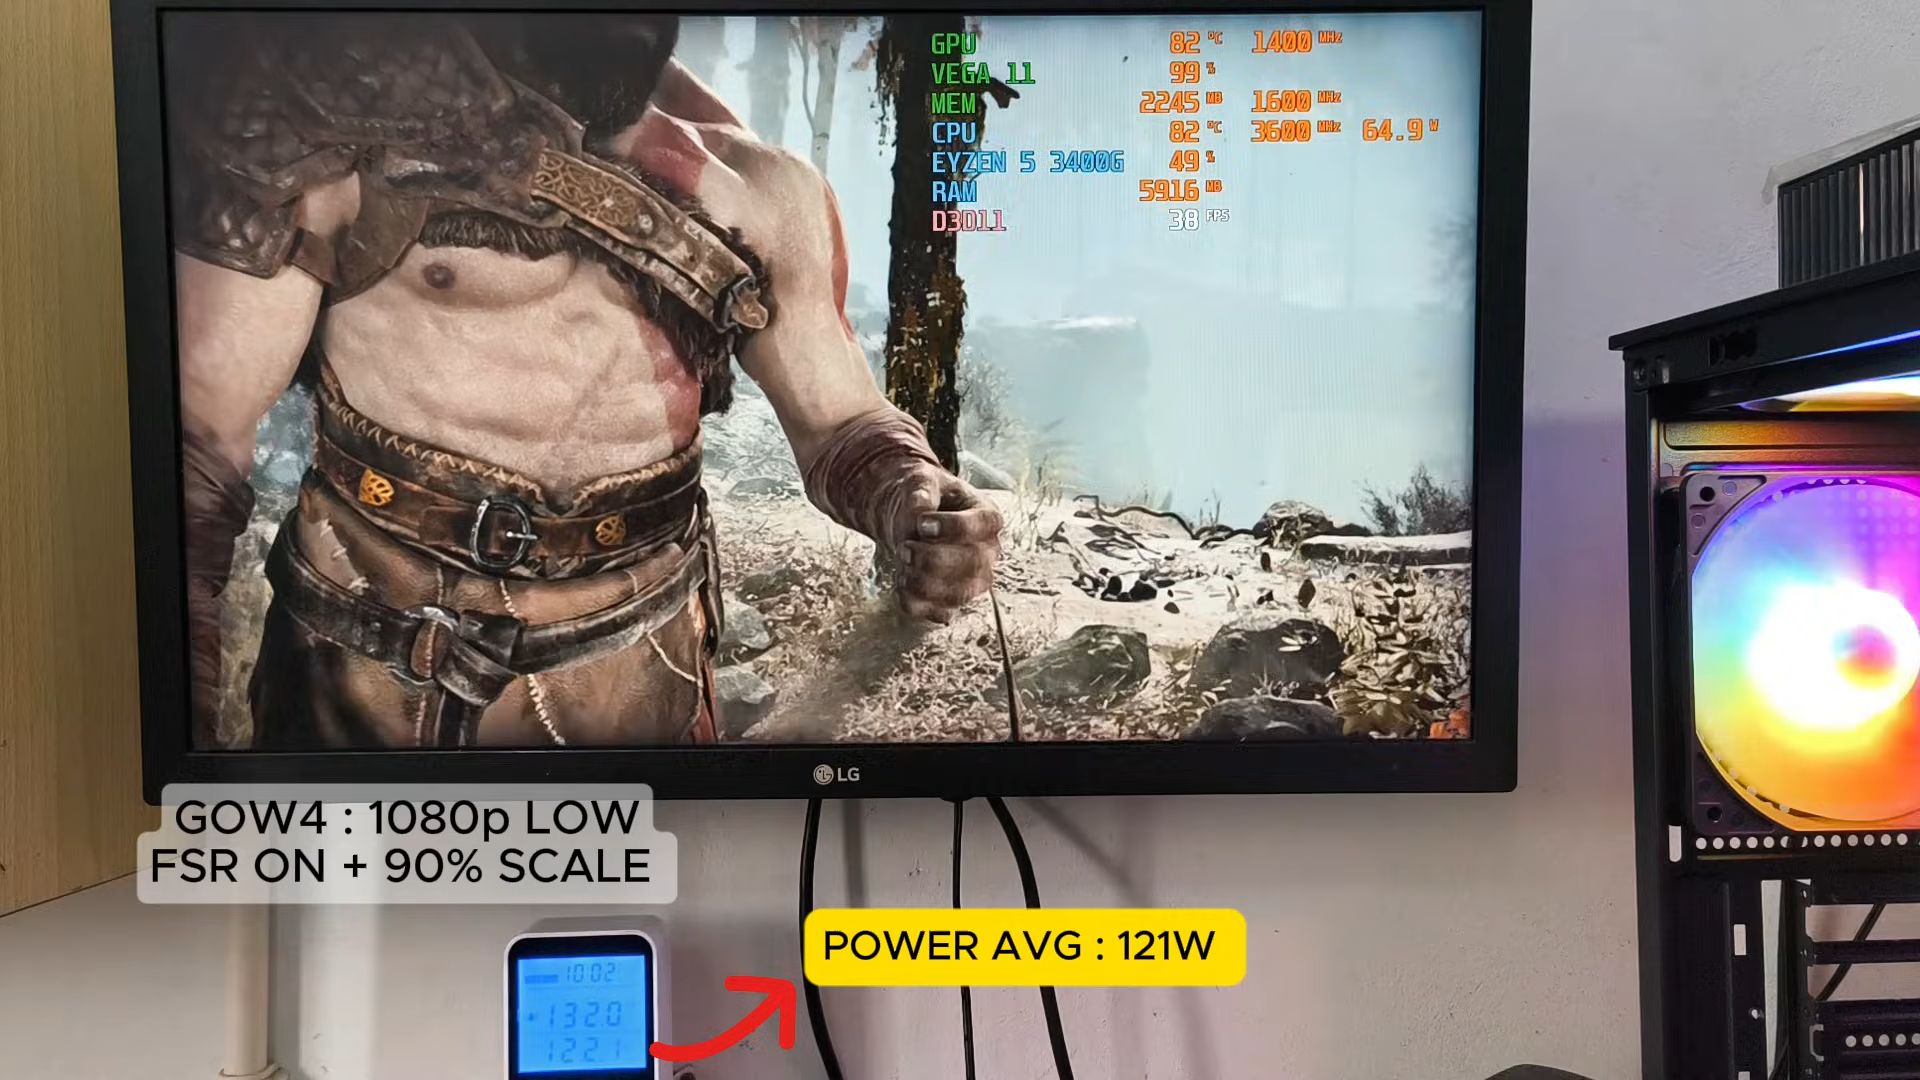 GPU 82 °C 1400 MHz
VEGA 11 99 %
MEM 2245 MB 1600 MHz
CPU 82 °C 3600 MHz 64.9 W
EYZEN 5 3400G 49 %
RAM 5916 MB
D3D11 38 FPS
LG
GOW4 : 1080p LOW
FSR ON + 90% SCALE
POWER AVG : 121W
10:02
132.0
122.1